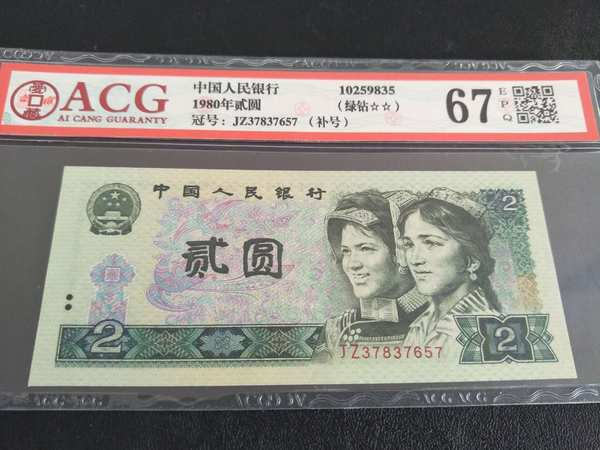 ACG
AI CANG GUARANTY
中国人民银行
1980年贰圆
冠号：JZ37837657（补号）
10259835
（绿钻☆☆）
67
E
P
Q
中国人民银行
贰圆
2
2
2
JZ37837657
ACG ACG